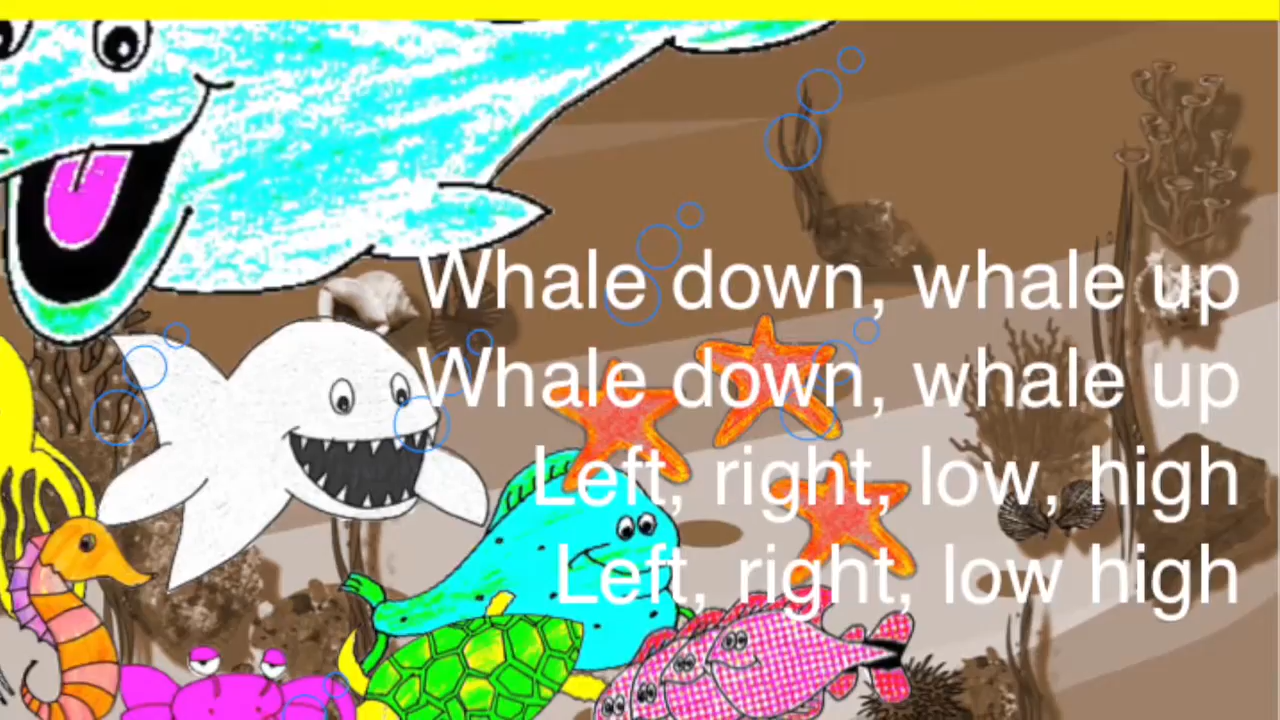 Whale down, whale up
Whale down, whale up
Left, right, low, high
Left, right, low high